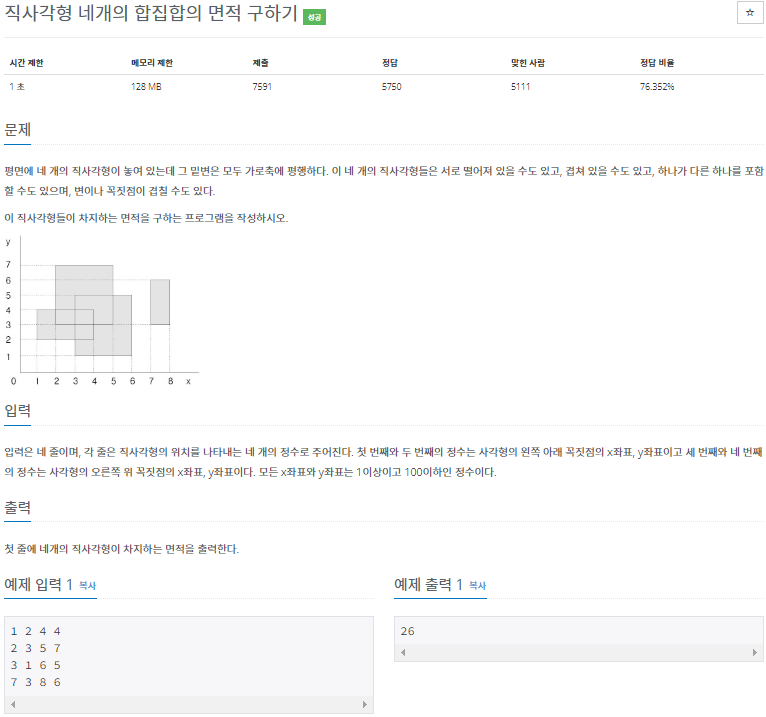 직사각형 네개의 합집합의 면적 구하기 성공
☆
시간 제한 메모리 제한 제출 정답 맞힌 사람 정답 비율
1 초 128 MB 7591 5750 5111 76.352%
문제
평면에 네 개의 직사각형이 놓여 있는데 그 밑변은 모두 가로축에 평행하다. 이 네 개의 직사각형들은 서로 떨어져 있을 수도 있고, 겹쳐 있을 수도 있고, 하나가 다른 하나를 포함
할 수도 있으며, 변이나 꼭짓점이 겹칠 수도 있다.
이 직사각형들이 차지하는 면적을 구하는 프로그램을 작성하시오.
y
7
6
5
4
3
2
1
0 1 2 3 4 5 6 7 8 x
입력
입력은 네 줄이며, 각 줄은 직사각형의 위치를 나타내는 네 개의 정수로 주어진다. 첫 번째와 두 번째의 정수는 사각형의 왼쪽 아래 꼭짓점의 x좌표, y좌표이고 세 번째와 네 번째
의 정수는 사각형의 오른쪽 위 꼭짓점의 x좌표, y좌표이다. 모든 x좌표와 y좌표는 1이상이고 100이하인 정수이다.
출력
첫 줄에 네개의 직사각형이 차지하는 면적을 출력한다.
예제 입력 1 복사
1 2 4 4
2 3 5 7
3 1 6 5
7 3 8 6
예제 출력 1 복사
26